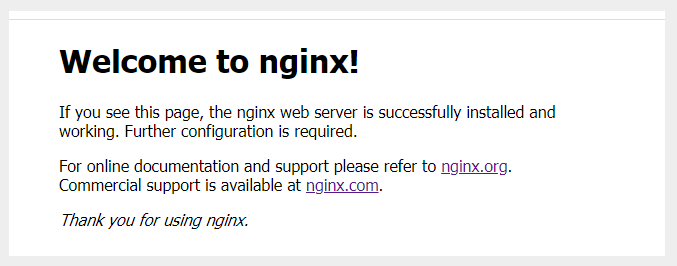 Welcome to nginx!
If you see this page, the nginx web server is successfully installed and
working. Further configuration is required.
For online documentation and support please refer to nginx.org.
Commercial support is available at nginx.com.
Thank you for using nginx.